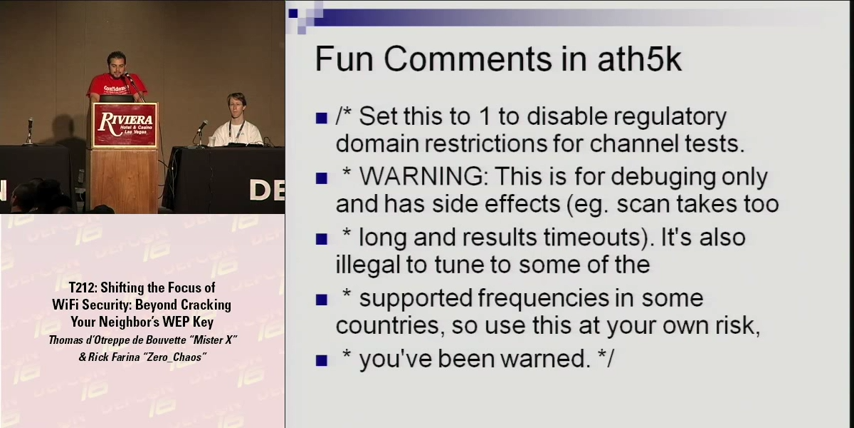 Fun Comments in ath5k
/* Set this to 1 to disable regulatory
domain restrictions for channel tests.
* WARNING: This is for debuging only
and has side effects (eg. scan takes too
* long and results timeouts). It's also
illegal to tune to some of the
* supported frequencies in some
countries, so use this at your own risk,
* you've been warned. */
RIVIERA
Hotel & Casino
Las Vegas
N
DE
T212: Shifting the Focus of
WiFi Security: Beyond Cracking
Your Neighbor's WEP Key
Thomas d'Otreppe de Bouvette "Mister X"
& Rick Farina "Zero_Chaos"